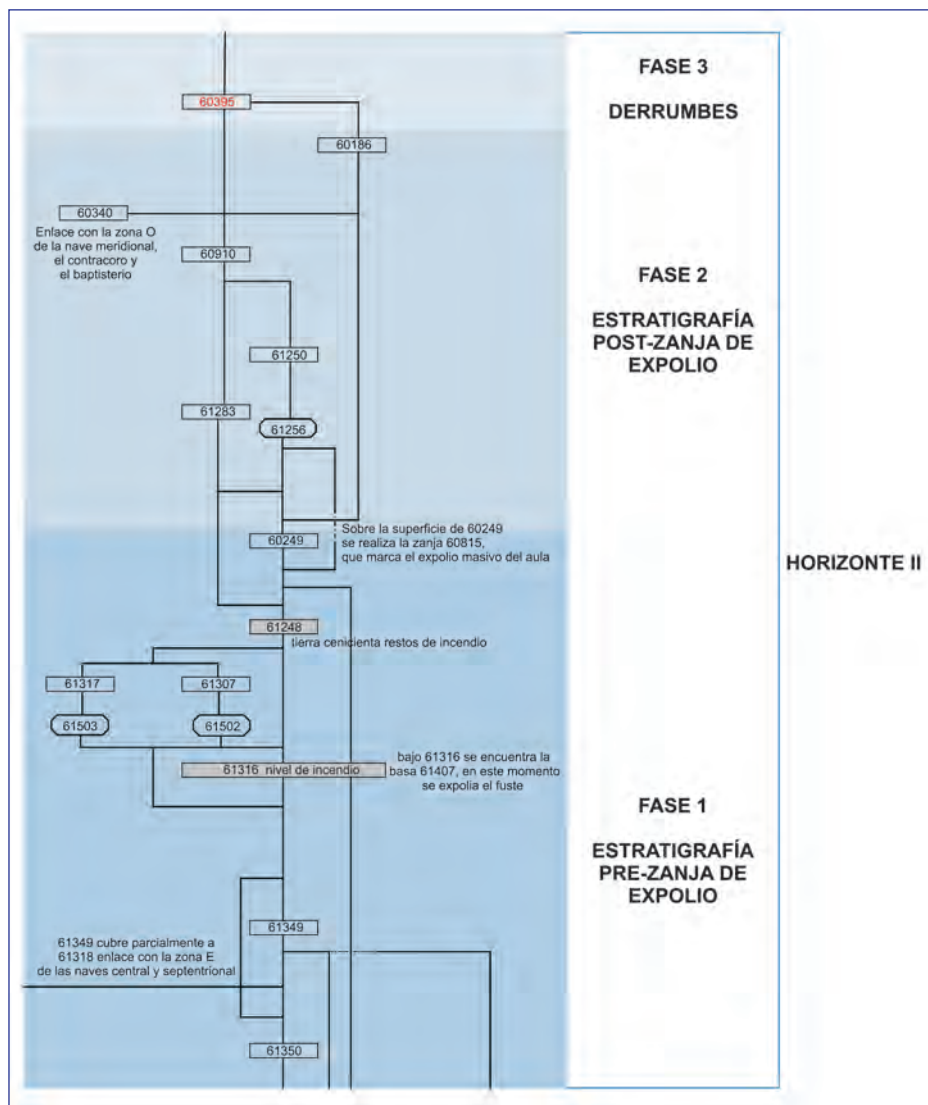 FASE 3
DERRUMBES
60395
60186
60340
Enlace con la zona O
de la nave meridional,
el contracoro y
el baptisterio
60910
FASE 2
ESTRATIGRAFÍA
POST-ZANJA DE
EXPOLIO
61250
61283
61256
Sobre la superficie de 60249
se realiza la zanja 60815,
que marca el expolio masivo del aula
60249
HORIZONTE II
61248
tierra cenicienta restos de incendio
61317
61307
61503
61502
61316 nivel de incendio
bajo 61316 se encuentra la
basa 61407, en este momento
se expolia el fuste
FASE 1
ESTRATIGRAFÍA
PRE-ZANJA DE
EXPOLIO
61349
61349 cubre parcialmente a
61318 enlace con la zona E
de las naves central y septentrional
61350